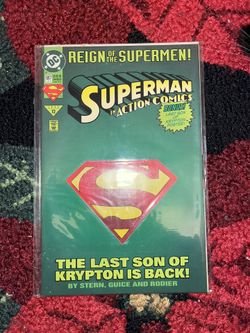 REIGN OF THE SUPERMEN!
DC
687
SUPERMAN
IN ACTION COMICS
THE LAST SON OF
KRYPTON IS BACK!
BY STERN, GUICE AND RODIER